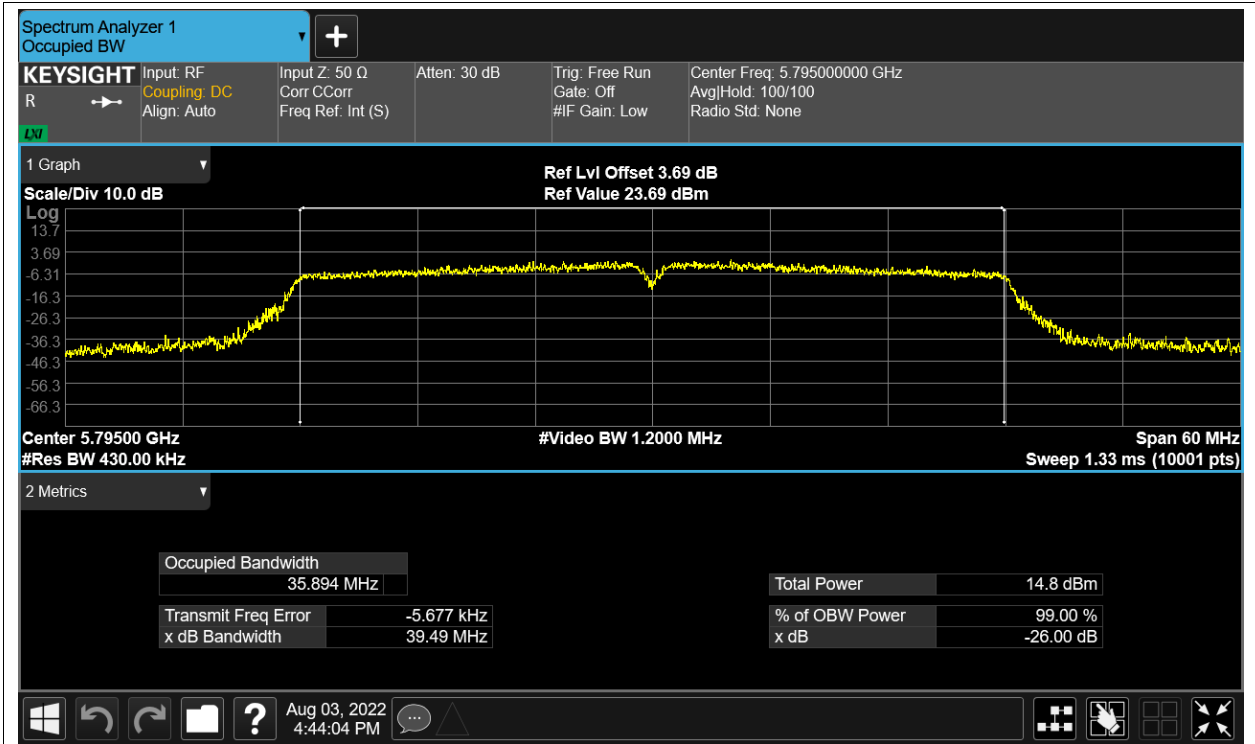 Spectrum Analyzer 1
Occupied BW
KEYSIGHT
R
LXI
Input: RF
Coupling: DC
Align: Auto
Input Z: 50 Ω
Corr CCorr
Freq Ref: Int (S)
Atten: 30 dB
Trig: Free Run
Gate: Off
#IF Gain: Low
Center Freq: 5.795000000 GHz
Avg|Hold: 100/100
Radio Std: None
1 Graph
Scale/Div 10.0 dB
Ref Lvl Offset 3.69 dB
Ref Value 23.69 dBm
Log
13.7
3.69
-6.31
-16.3
-26.3
-36.3
-46.3
-56.3
-66.3
Center 5.79500 GHz
#Video BW 1.2000 MHz
Span 60 MHz
#Res BW 430.00 kHz
Sweep 1.33 ms (10001 pts)
2 Metrics
Occupied Bandwidth
35.894 MHz
Total Power 14.8 dBm
Transmit Freq Error -5.677 kHz
% of OBW Power 99.00 %
x dB Bandwidth 39.49 MHz
x dB -26.00 dB
?
Aug 03, 2022
4:44:04 PM